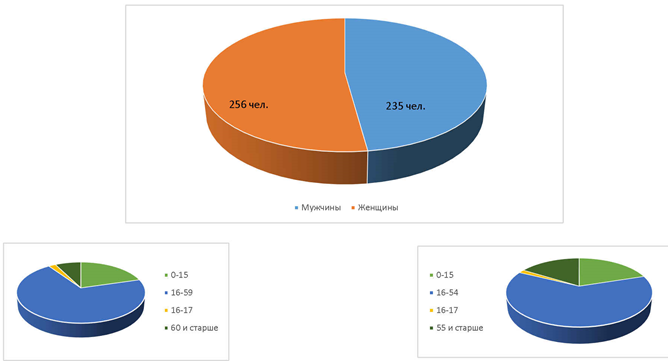 256 чел.
235 чел.
Мужчины Женщины
0-15
16-59
16-17
60 и старше
0-15
16-54
16-17
55 и старше